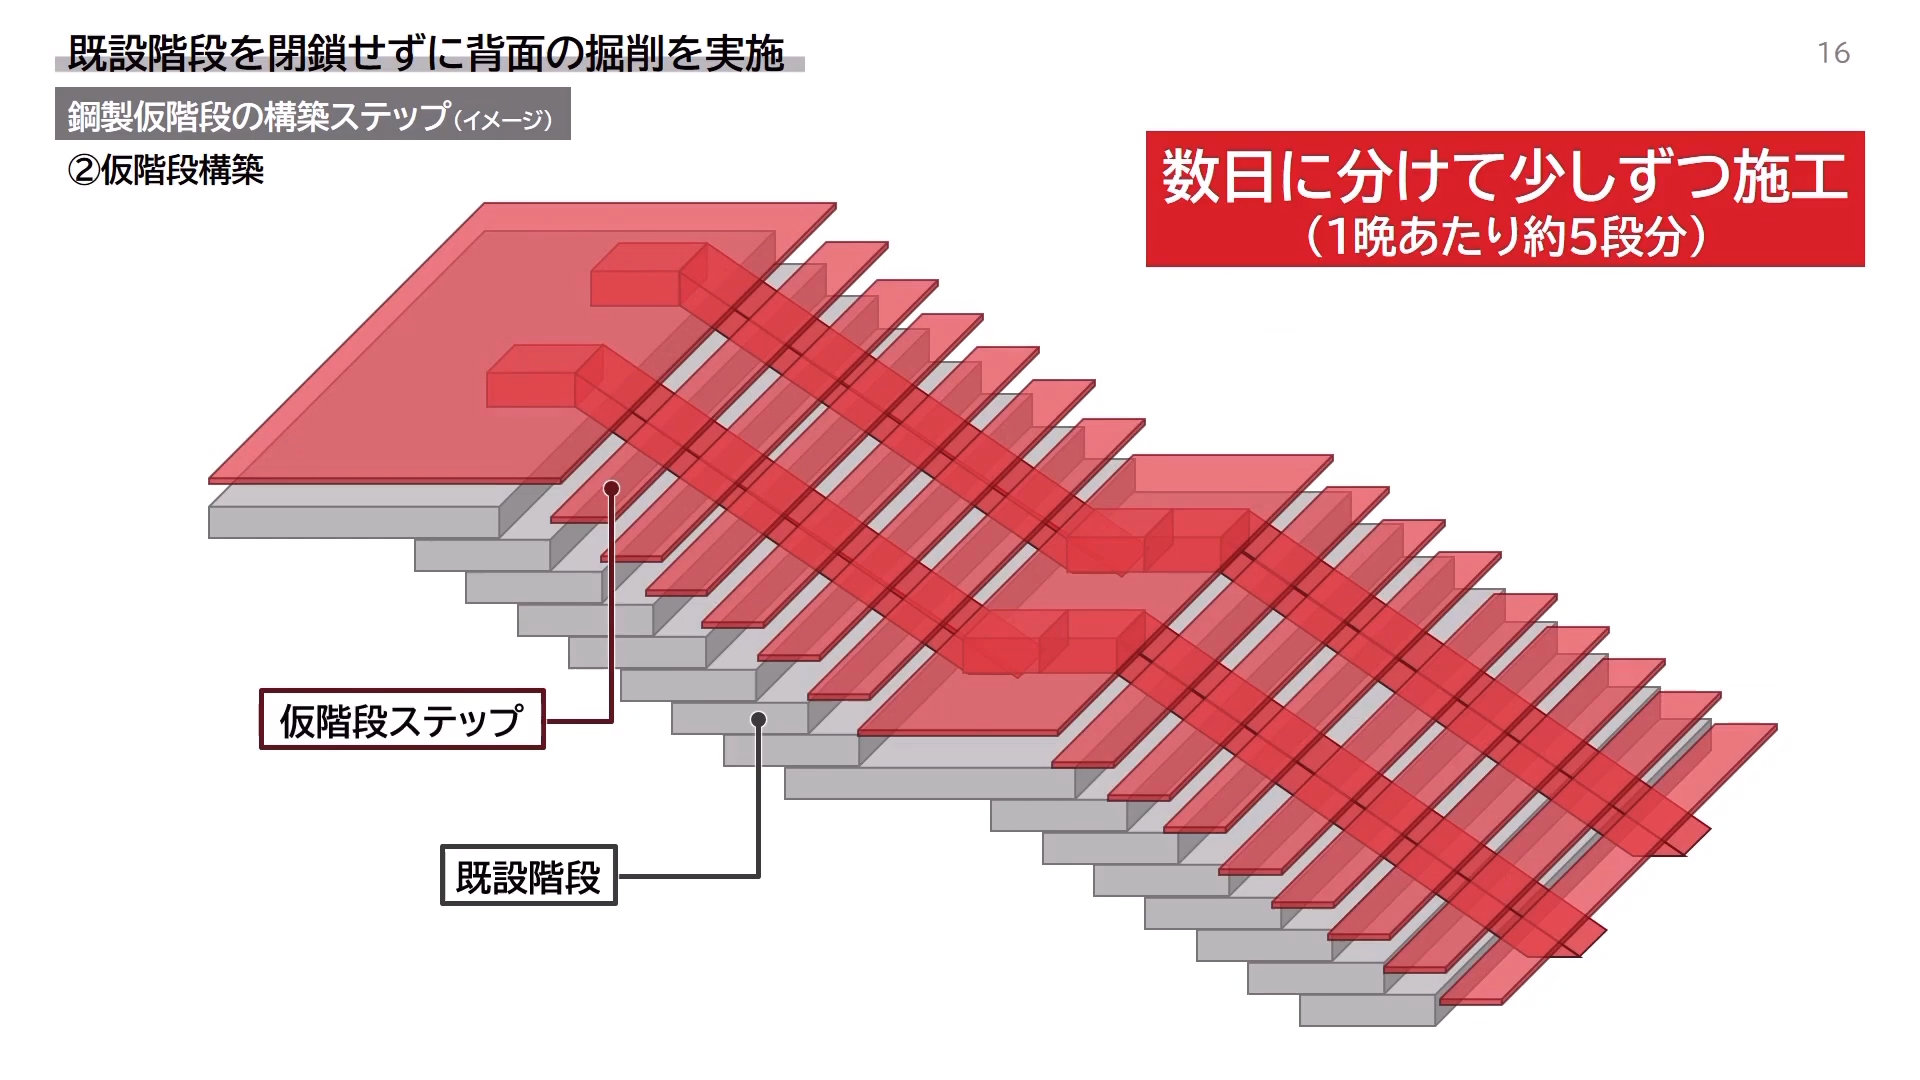 既設階段を閉鎖せずに背面の掘削を実施
16
鋼製仮階段の構築ステップ（イメージ）
②仮階段構築
数日に分けて少しずつ施工
（1晩あたり約5段分）
仮階段ステップ
既設階段